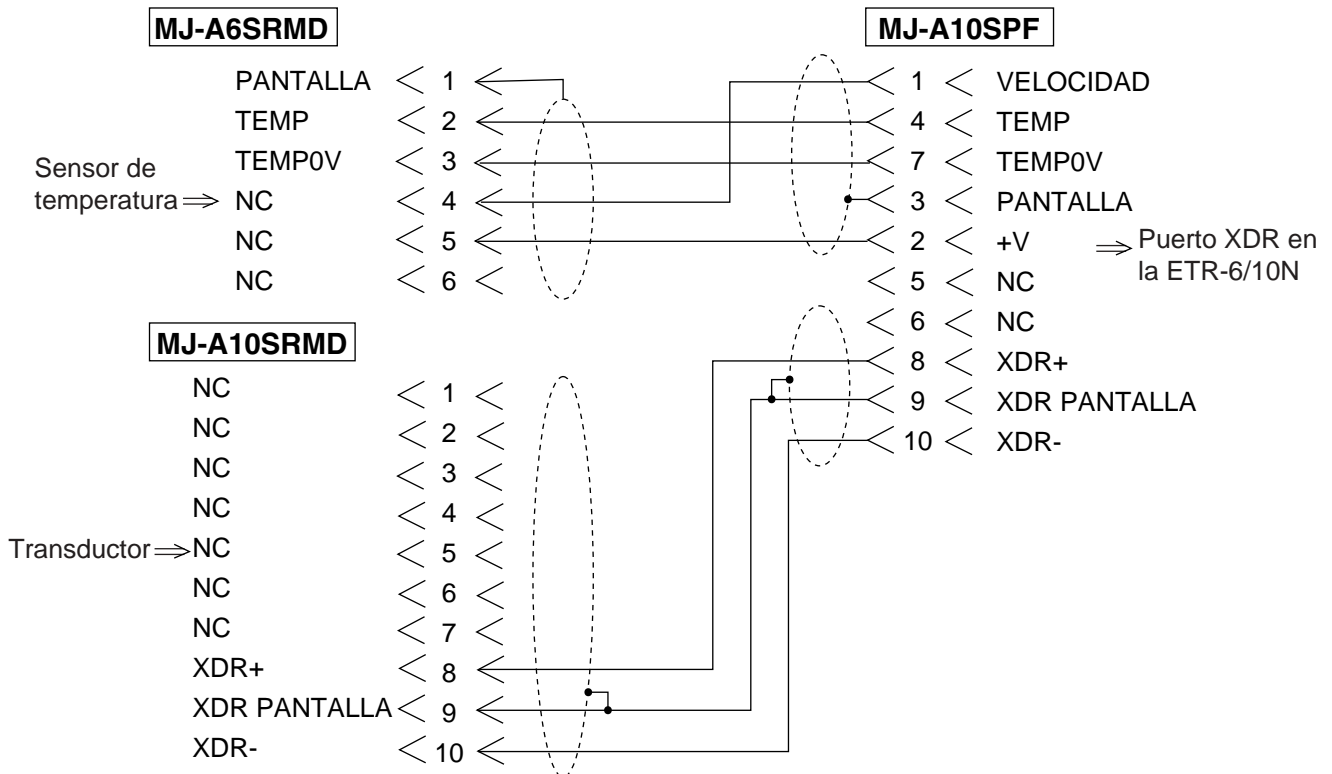 MJ-A6SRMD
PANTALLA 1
TEMP 2
TEMP0V 3
NC 4
NC 5
NC 6
Sensor de
temperatura
MJ-A10SPF
1 VELOCIDAD
4 TEMP
7 TEMP0V
3 PANTALLA
2 +V
5 NC
6 NC
8 XDR+
9 XDR PANTALLA
10 XDR-
Puerto XDR en
la ETR-6/10N
MJ-A10SRMD
NC 1
NC 2
NC 3
NC 4
NC 5
NC 6
NC 7
XDR+ 8
XDR PANTALLA 9
XDR- 10
Transductor